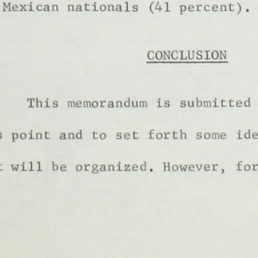 Mexican nationals (41 percent).
CONCLUSION
This memorandum is submitted
point and to set forth some
will be organized. However, for